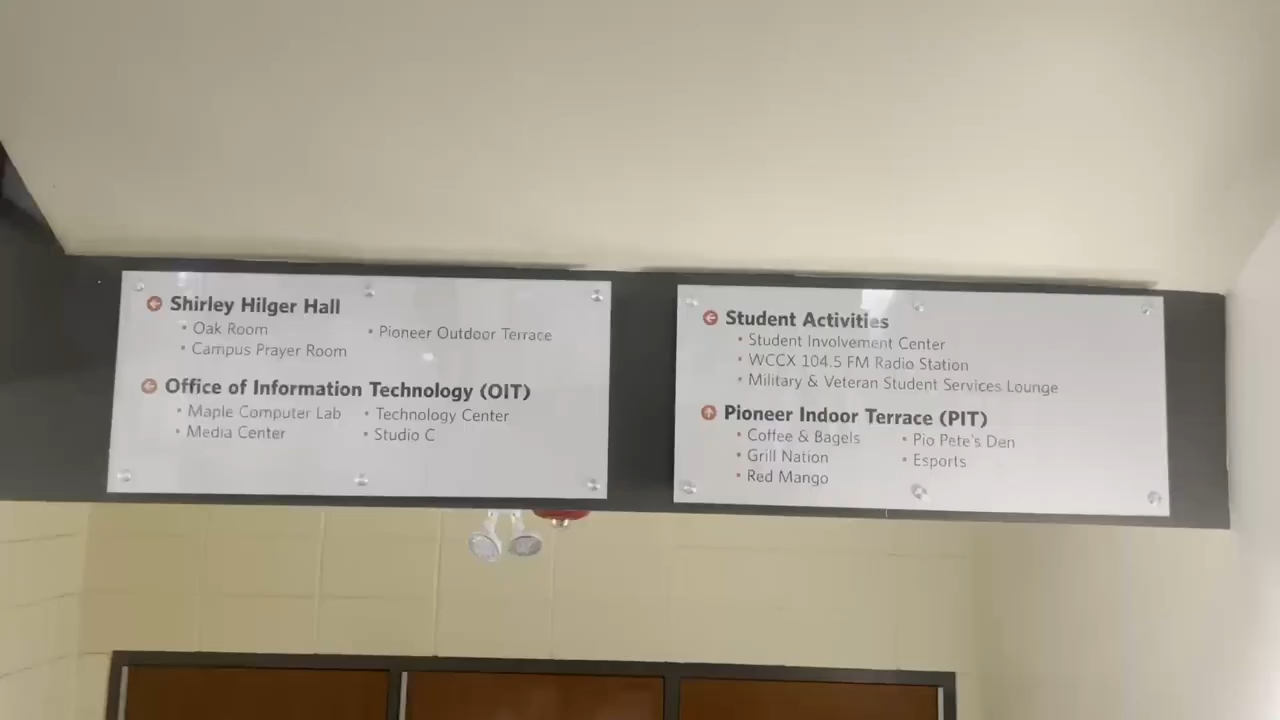 Shirley Hilger Hall
• Oak Room
• Campus Prayer Room
• Pioneer Outdoor Terrace
Office of Information Technology (OIT)
• Maple Computer Lab
• Media Center
• Technology Center
• Studio C
Student Activities
• Student Involvement Center
• WCCX 104.5 FM Radio Station
• Military & Veteran Student Services Lounge
Pioneer Indoor Terrace (PIT)
• Coffee & Bagels
• Grill Nation
• Red Mango
• Pio Pete's Den
• Esports